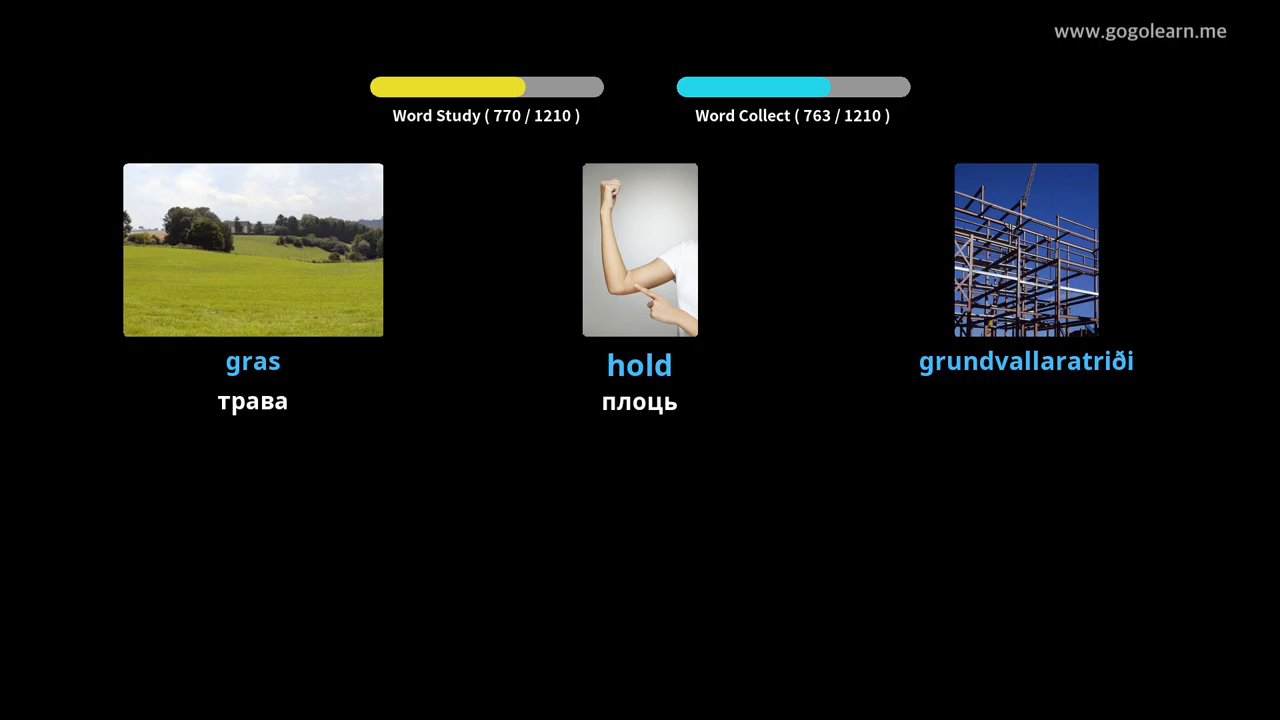 www.gogolearn.me
Word Study ( 770 / 1210 )
Word Collect ( 763 / 1210 )
gras
hold
grundvallaratriði
трава
плоць